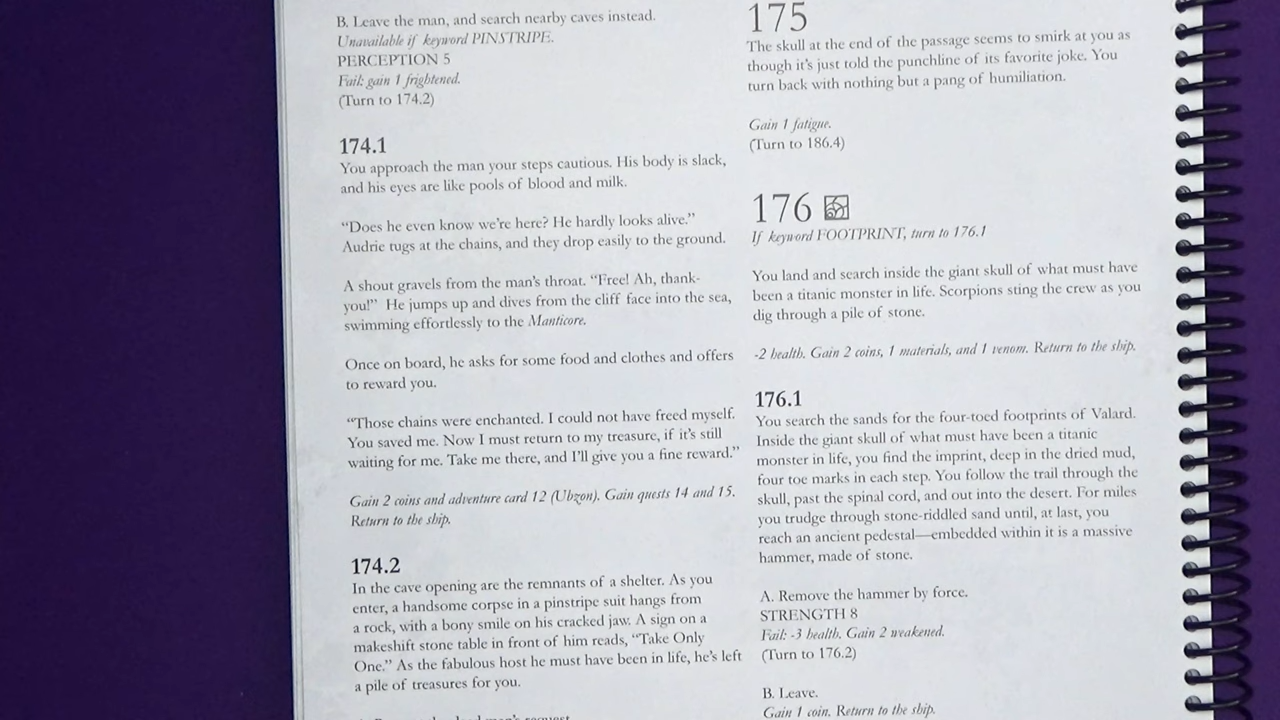 B. Leave the man, and search nearby caves instead.
Unavailable if keyword PINSTRIPE.
PERCEPTION 5
Fail: gain 1 frightened.
(Turn to 174.2)
174.1
You approach the man your steps cautious. His body is slack,
and his eyes are like pools of blood and milk.
“Does he even know we’re here? He hardly looks alive.”
Audrie tugs at the chains, and they drop easily to the ground.
A shout gravels from the man’s throat. “Free! Ah, thank-
you!” He jumps up and dives from the cliff face into the sea,
swimming effortlessly to the Manticore.
Once on board, he asks for some food and clothes and offers
to reward you.
“Those chains were enchanted. I could not have freed myself.
You saved me. Now I must return to my treasure, if it’s still
waiting for me. Take me there, and I’ll give you a fine reward.”
Gain 2 coins and adventure card 12 (Ubzon). Gain quests 14 and 15.
Return to the ship.
174.2
In the cave opening are the remnants of a shelter. As you
enter, a handsome corpse in a pinstripe suit hangs from
a rock, with a bony smile on his cracked jaw. A sign on a
makeshift stone table in front of him reads, “Take Only
One.” As the fabulous host he must have been in life, he’s left
a pile of treasures for you.
175
The skull at the end of the passage seems to smirk at you as
though it’s just told the punchline of its favorite joke. You
turn back with nothing but a pang of humiliation.
Gain 1 fatigue.
(Turn to 186.4)
176
If keyword FOOTPRINT, turn to 176.1
You land and search inside the giant skull of what must have
been a titanic monster in life. Scorpions sting the crew as you
dig through a pile of stone.
-2 health. Gain 2 coins, 1 materials, and 1 venom. Return to the ship.
176.1
You search the sands for the four-toed footprints of Valard.
Inside the giant skull of what must have been a titanic
monster in life, you find the imprint, deep in the dried mud,
four toe marks in each step. You follow the trail through the
skull, past the spinal cord, and out into the desert. For miles
you trudge through stone-riddled sand until, at last, you
reach an ancient pedestal—embedded within it is a massive
hammer, made of stone.
A. Remove the hammer by force.
STRENGTH 8
Fail: -3 health. Gain 2 weakened.
(Turn to 176.2)
B. Leave.
Gain 1 coin. Return to the ship.